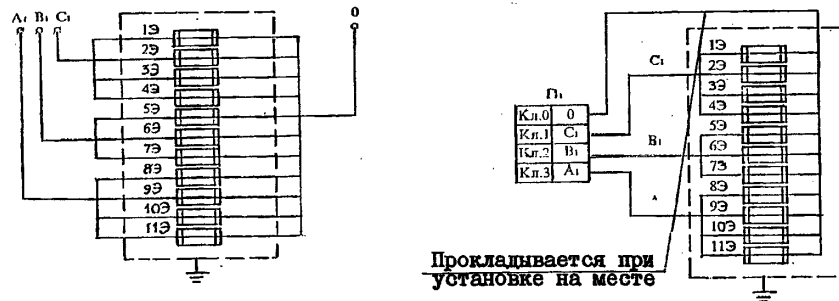 A1 B1 C1
0
1Э
2Э
3Э
4Э
5Э
6Э
7Э
8Э
9Э
10Э
11Э
П1
Кл.0 0
Кл.1 C1
Кл.2 B1
Кл.3 A1
C1
B1
A
1Э
2Э
3Э
4Э
5Э
6Э
7Э
8Э
9Э
10Э
11Э
Прокладывается при
установке на месте